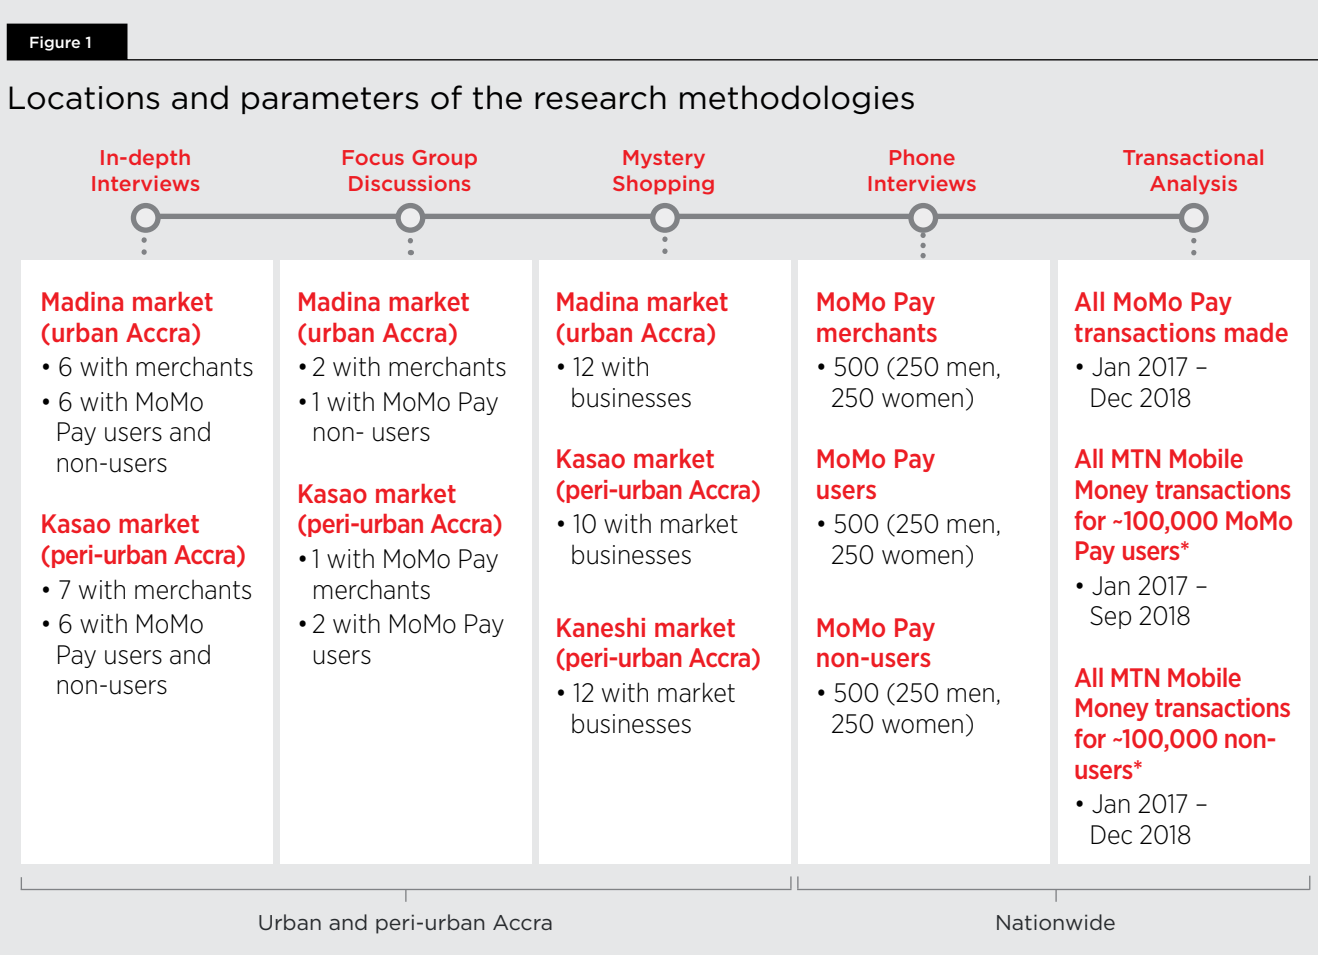 Figure 1
Locations and parameters of the research methodologies
In-depth
Interviews
Focus Group
Discussions
Mystery
Shopping
Phone
Interviews
Transactional
Analysis
Madina market
(urban Accra)
• 6 with merchants
• 6 with MoMo
Pay users and
non-users
Kasao market
(peri-urban Accra)
• 7 with merchants
• 6 with MoMo
Pay users and
non-users
Madina market
(urban Accra)
• 2 with merchants
• 1 with MoMo Pay
non- users
Kasao market
(peri-urban Accra)
• 1 with MoMo Pay
merchants
• 2 with MoMo Pay
users
Madina market
(urban Accra)
• 12 with
businesses
Kasao market
(peri-urban Accra)
• 10 with market
businesses
Kaneshi market
(peri-urban Accra)
• 12 with market
businesses
MoMo Pay
merchants
• 500 (250 men,
250 women)
MoMo Pay
users
• 500 (250 men,
250 women)
MoMo Pay
non-users
• 500 (250 men,
250 women)
All MoMo Pay
transactions made
• Jan 2017 –
Dec 2018
All MTN Mobile
Money transactions
for ~100,000 MoMo
Pay users*
• Jan 2017 –
Sep 2018
All MTN Mobile
Money transactions
for ~100,000 non-
users*
• Jan 2017 –
Dec 2018
Urban and peri-urban Accra
Nationwide